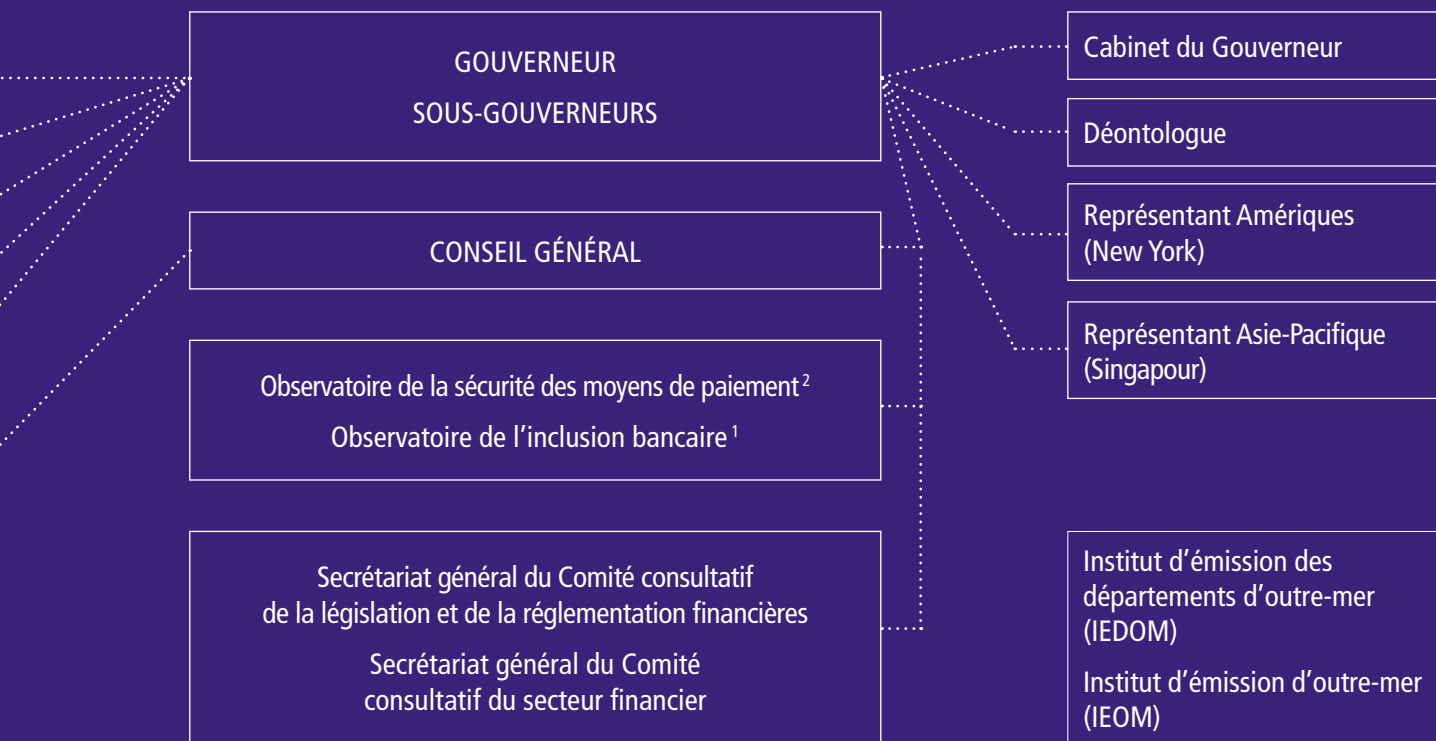 GOUVERNEUR
SOUS-GOUVERNEURS
CONSEIL GÉNÉRAL
Observatoire de la sécurité des moyens de paiement ²
Observatoire de l’inclusion bancaire ¹
Secrétariat général du Comité consultatif
de la législation et de la réglementation financières
Secrétariat général du Comité
consultatif du secteur financier
Cabinet du Gouverneur
Déontologue
Représentant Amériques
(New York)
Représentant Asie-Pacifique
(Singapour)
Institut d’émission des
départements d’outre-mer
(IEDOM)
Institut d’émission d’outre-mer
(IEOM)